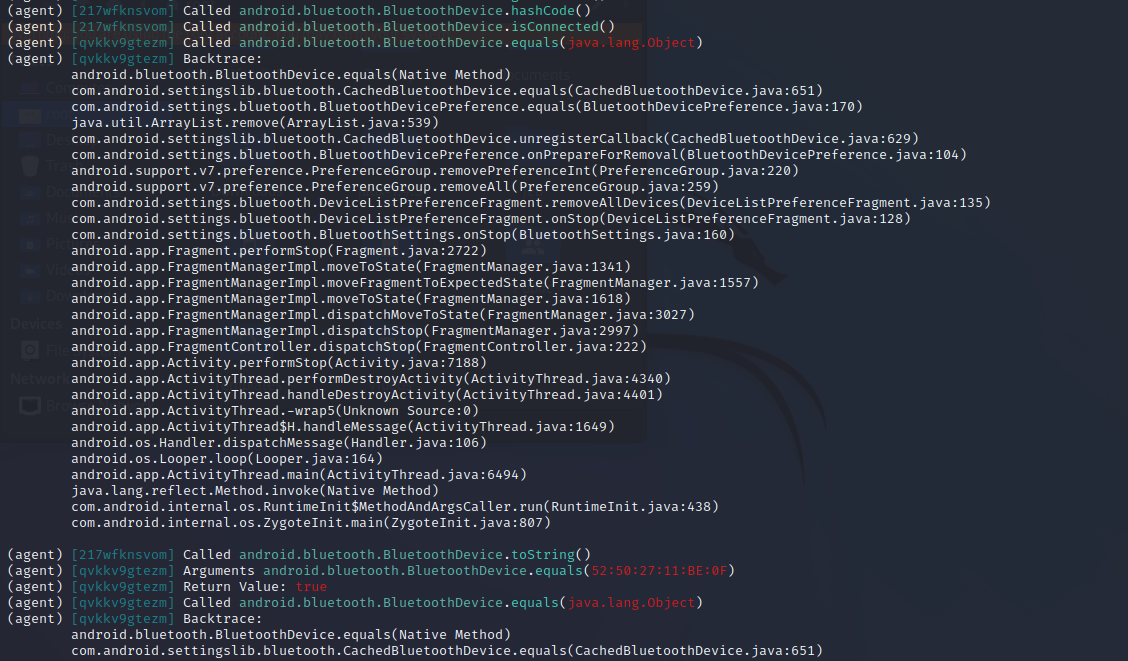 (agent) [217wfknsvom] Called android.bluetooth.BluetoothDevice.hashCode()
(agent) [217wfknsvom] Called android.bluetooth.BluetoothDevice.isConnected()
(agent) [qvkkv9gtezm] Called android.bluetooth.BluetoothDevice.equals(java.lang.Object)
(agent) [qvkkv9gtezm] Backtrace:
android.bluetooth.BluetoothDevice.equals(Native Method)
com.android.settingslib.bluetooth.CachedBluetoothDevice.equals(CachedBluetoothDevice.java:651)
com.android.settings.bluetooth.BluetoothDevicePreference.equals(BluetoothDevicePreference.java:170)
java.util.ArrayList.remove(ArrayList.java:539)
com.android.settingslib.bluetooth.CachedBluetoothDevice.unregisterCallback(CachedBluetoothDevice.java:629)
com.android.settings.bluetooth.BluetoothDevicePreference.onPrepareForRemoval(BluetoothDevicePreference.java:104)
android.support.v7.preference.PreferenceGroup.removePreferenceInt(PreferenceGroup.java:220)
android.support.v7.preference.PreferenceGroup.removeAll(PreferenceGroup.java:259)
com.android.settings.bluetooth.DeviceListPreferenceFragment.removeAllDevices(DeviceListPreferenceFragment.java:135)
com.android.settings.bluetooth.DeviceListPreferenceFragment.onStop(DeviceListPreferenceFragment.java:128)
com.android.settings.bluetooth.BluetoothSettings.onStop(BluetoothSettings.java:160)
android.app.Fragment.performStop(Fragment.java:2722)
android.app.FragmentManagerImpl.moveToState(FragmentManager.java:1341)
android.app.FragmentManagerImpl.moveFragmentToExpectedState(FragmentManager.java:1557)
android.app.FragmentManagerImpl.moveToState(FragmentManager.java:1618)
android.app.FragmentManagerImpl.dispatchMoveToState(FragmentManager.java:3027)
android.app.FragmentManagerImpl.dispatchStop(FragmentManager.java:2997)
android.app.FragmentController.dispatchStop(FragmentController.java:222)
android.app.Activity.performStop(Activity.java:7188)
android.app.ActivityThread.performDestroyActivity(ActivityThread.java:4340)
android.app.ActivityThread.handleDestroyActivity(ActivityThread.java:4401)
android.app.ActivityThread.-wrap5(Unknown Source:0)
android.app.ActivityThread$H.handleMessage(ActivityThread.java:1649)
android.os.Handler.dispatchMessage(Handler.java:106)
android.os.Looper.loop(Looper.java:164)
android.app.ActivityThread.main(ActivityThread.java:6494)
java.lang.reflect.Method.invoke(Native Method)
com.android.internal.os.RuntimeInit$MethodAndArgsCaller.run(RuntimeInit.java:438)
com.android.internal.os.ZygoteInit.main(ZygoteInit.java:807)
(agent) [217wfknsvom] Called android.bluetooth.BluetoothDevice.toString()
(agent) [qvkkv9gtezm] Arguments android.bluetooth.BluetoothDevice.equals(52:50:27:11:BE:0F)
(agent) [qvkkv9gtezm] Return Value: true
(agent) [qvkkv9gtezm] Called android.bluetooth.BluetoothDevice.equals(java.lang.Object)
(agent) [qvkkv9gtezm] Backtrace:
android.bluetooth.BluetoothDevice.equals(Native Method)
com.android.settingslib.bluetooth.CachedBluetoothDevice.equals(CachedBluetoothDevice.java:651)
Devices